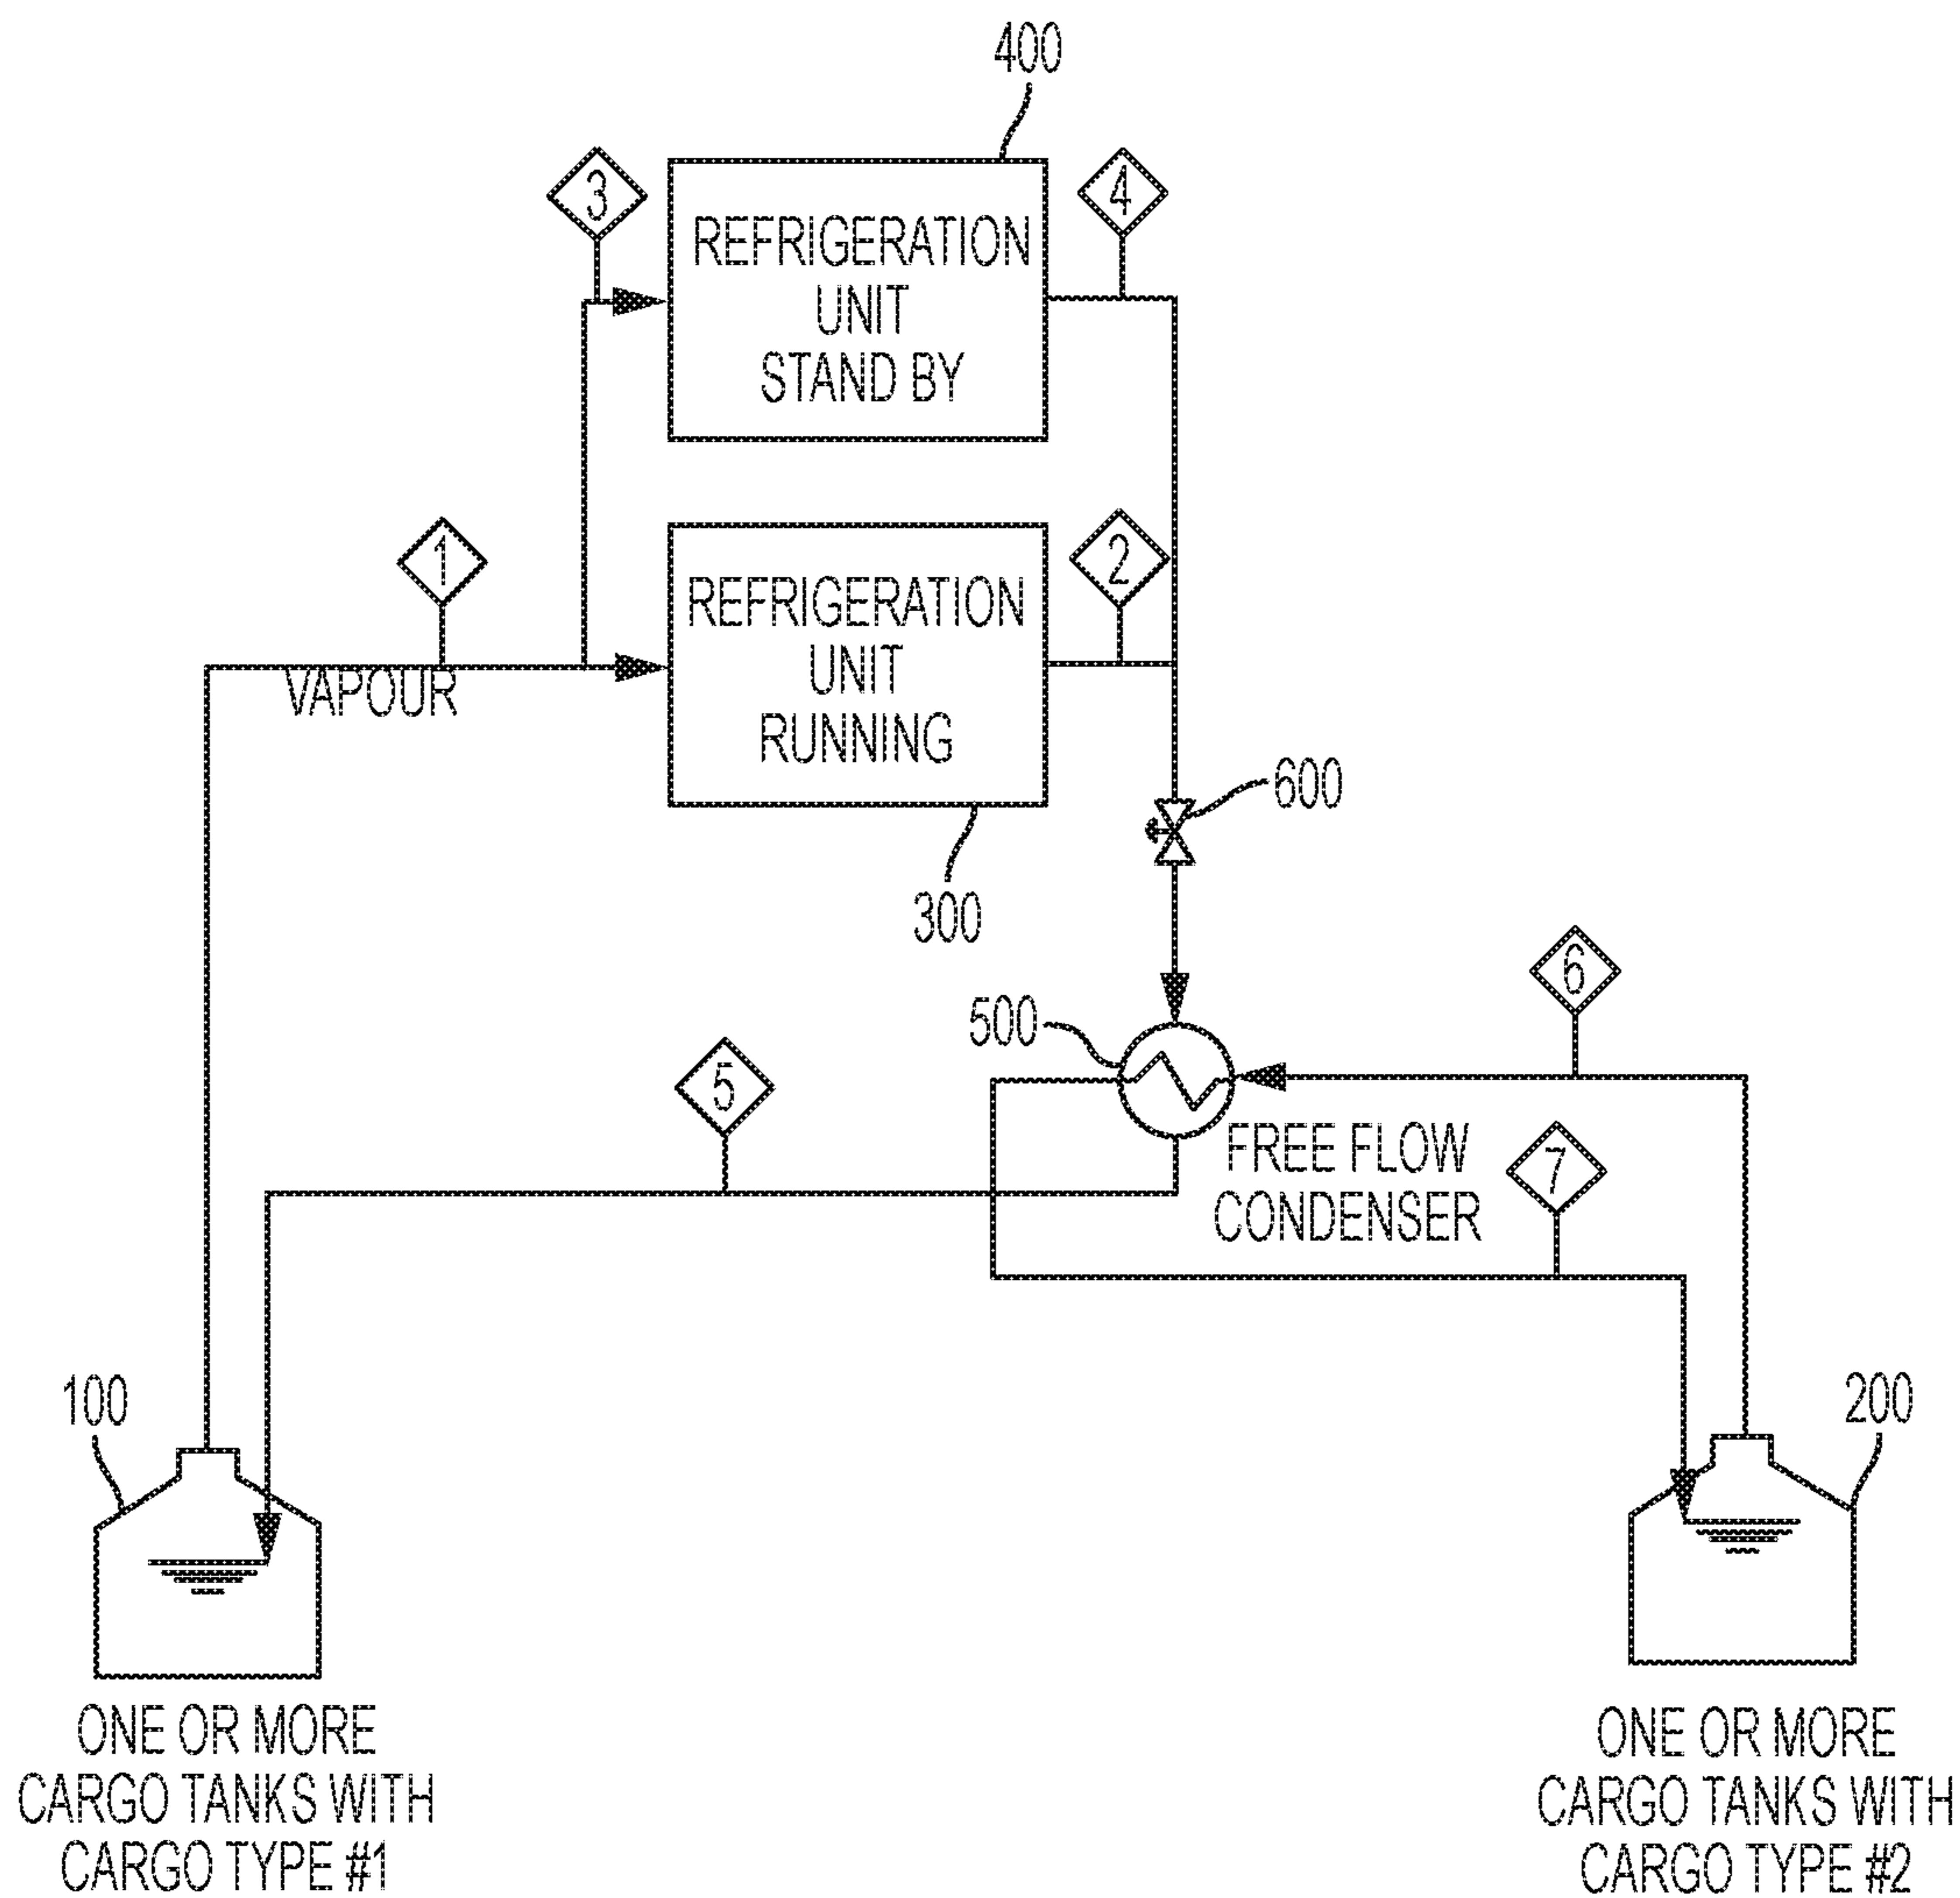 400
3
4
REFRIGERATION
UNIT
STAND BY
1
2
VAPOUR
REFRIGERATION
UNIT
RUNNING
600
300
6
500
5
FREE FLOW
CONDENSER
7
100
200
ONE OR MORE
CARGO TANKS WITH
CARGO TYPE #1
ONE OR MORE
CARGO TANKS WITH
CARGO TYPE #2